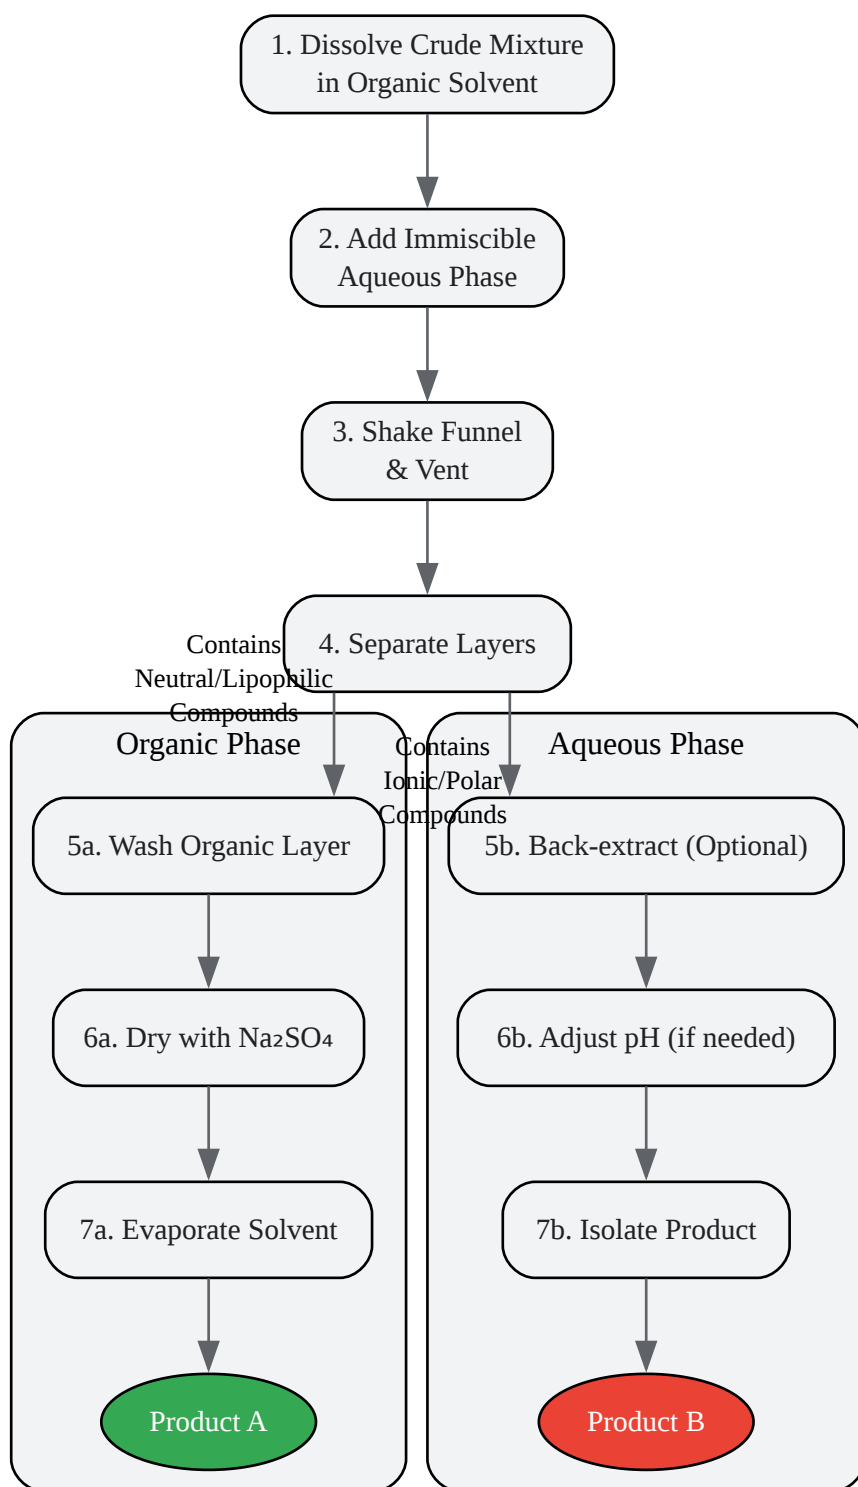 1. Dissolve Crude Mixture
in Organic Solvent
2. Add Immiscible
Aqueous Phase
3. Shake Funnel
& Vent
4. Separate Layers
Contains
Neutral/Lipophilic
Compounds
Organic Phase
5a. Wash Organic Layer
6a. Dry with Na₂SO₄
7a. Evaporate Solvent
Product A
Contains
Ionic/Polar
Compounds
Aqueous Phase
5b. Back-extract (Optional)
6b. Adjust pH (if needed)
7b. Isolate Product
Product B